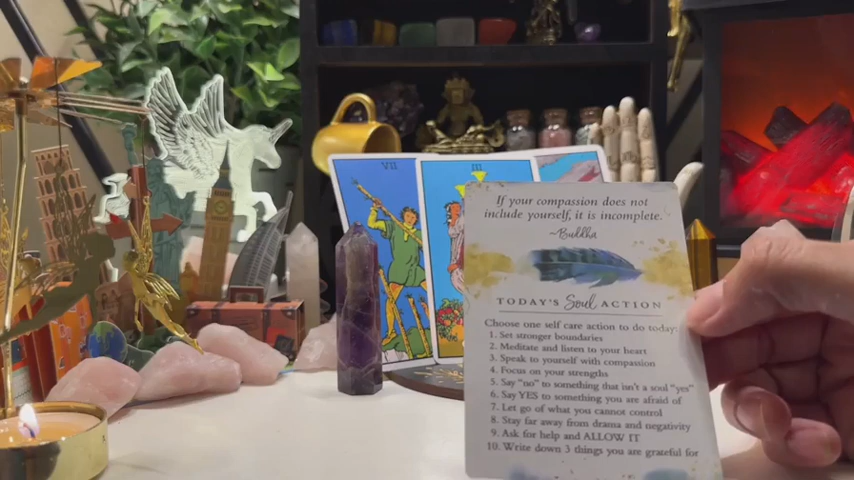 VII
III
If your compassion does not
include yourself, it is incomplete.
~Buddha
TODAY'S Soul ACTION
Choose one self care action to do today:
1. Set stronger boundaries
2. Meditate and listen to your heart
3. Speak to yourself with compassion
4. Focus on your strengths
5. Say "no" to something that isn't a soul "yes"
6. Say YES to something you are afraid of
7. Let go of what you cannot control
8. Stay far away from drama and negativity
9. Ask for help and ALLOW IT
10. Write down 3 things you are grateful for